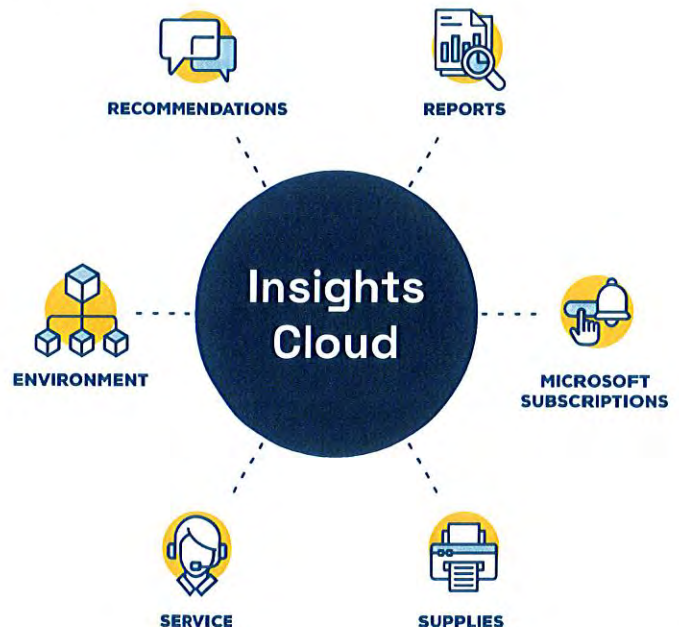 RECOMMENDATIONS
REPORTS
Insights
Cloud
ENVIRONMENT
MICROSOFT
SUBSCRIPTIONS
SERVICE
SUPPLIES